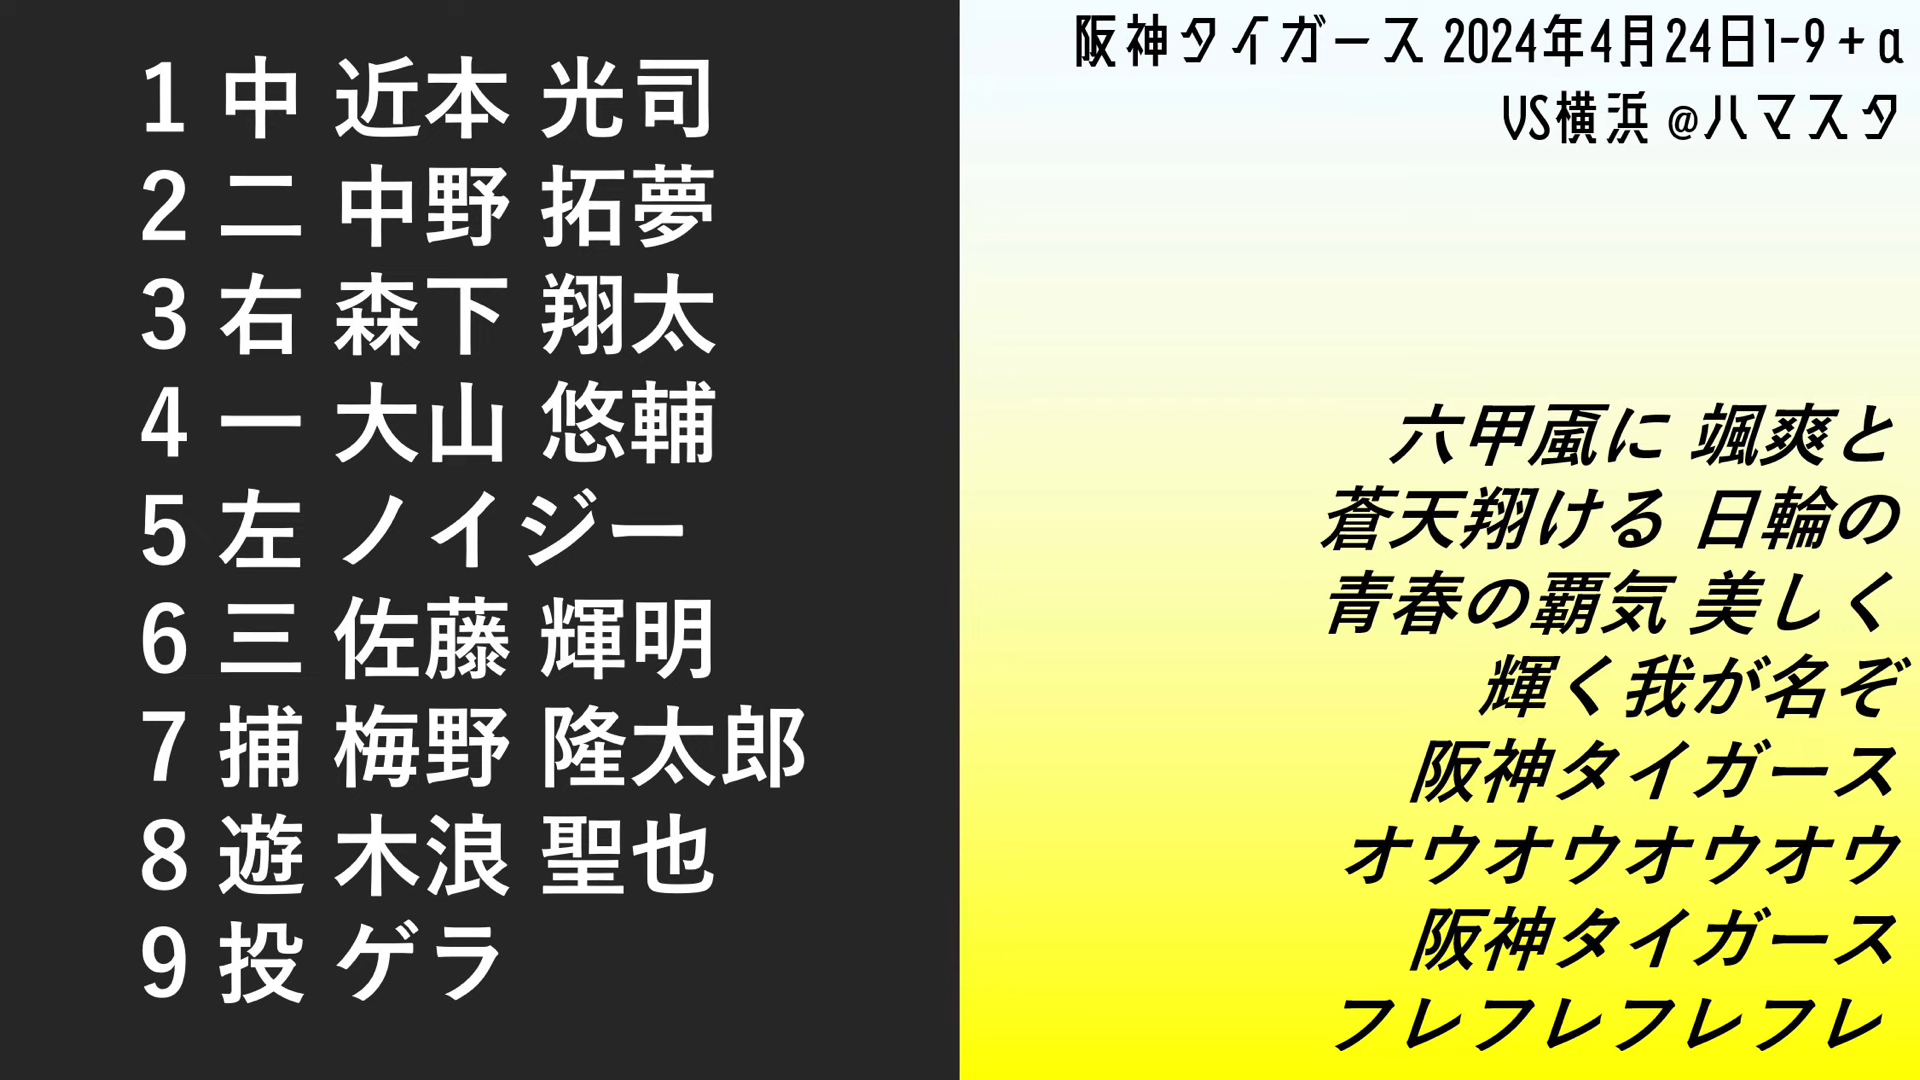 1 中 近本 光司
2 二 中野 拓夢
3 右 森下 翔太
4 一 大山 悠輔
5 左 ノイジー
6 三 佐藤 輝明
7 捕 梅野 隆太郎
8 遊 木浪 聖也
9 投 ゲラ
阪神タイガース 2024年4月24日1-9+α
VS横浜 @ハマスタ
六甲颪に 颯爽と
蒼天翔ける 日輪の
青春の覇気 美しく
輝く我が名ぞ
阪神タイガース
オウオウオウオウ
阪神タイガース
フレフレフレフレ